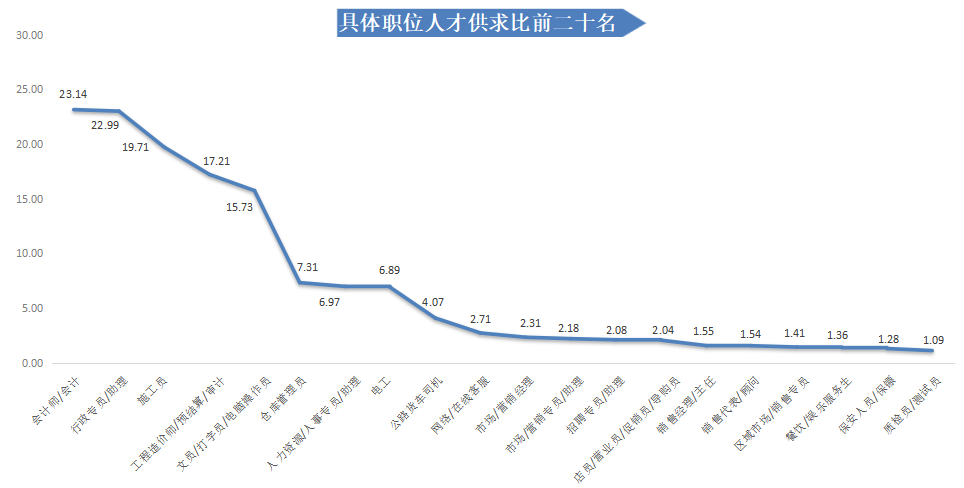 具体职位人才供求比前二十名
30.00
25.00
20.00
15.00
10.00
5.00
0.00
23.14
22.99
19.71
17.21
15.73
7.31
6.97
6.89
4.07
2.71
2.31
2.18
2.08
2.04
1.55
1.54
1.41
1.36
1.28
1.09
会计师/会计
行政专员/助理
施工员
工程造价师/预结算/审计
文员/打字员/电脑操作员
仓库管理员
人力资源/人事专员/助理
电工
公路货车司机
网络/在线客服
市场/营销经理
市场/营销专员/助理
招聘专员/助理
店员/营业员/促销员/导购员
销售经理/主任
销售代表/顾问
区域市场/销售专员
餐饮/娱乐服务生
保安人员/保镖
质检员/测试员